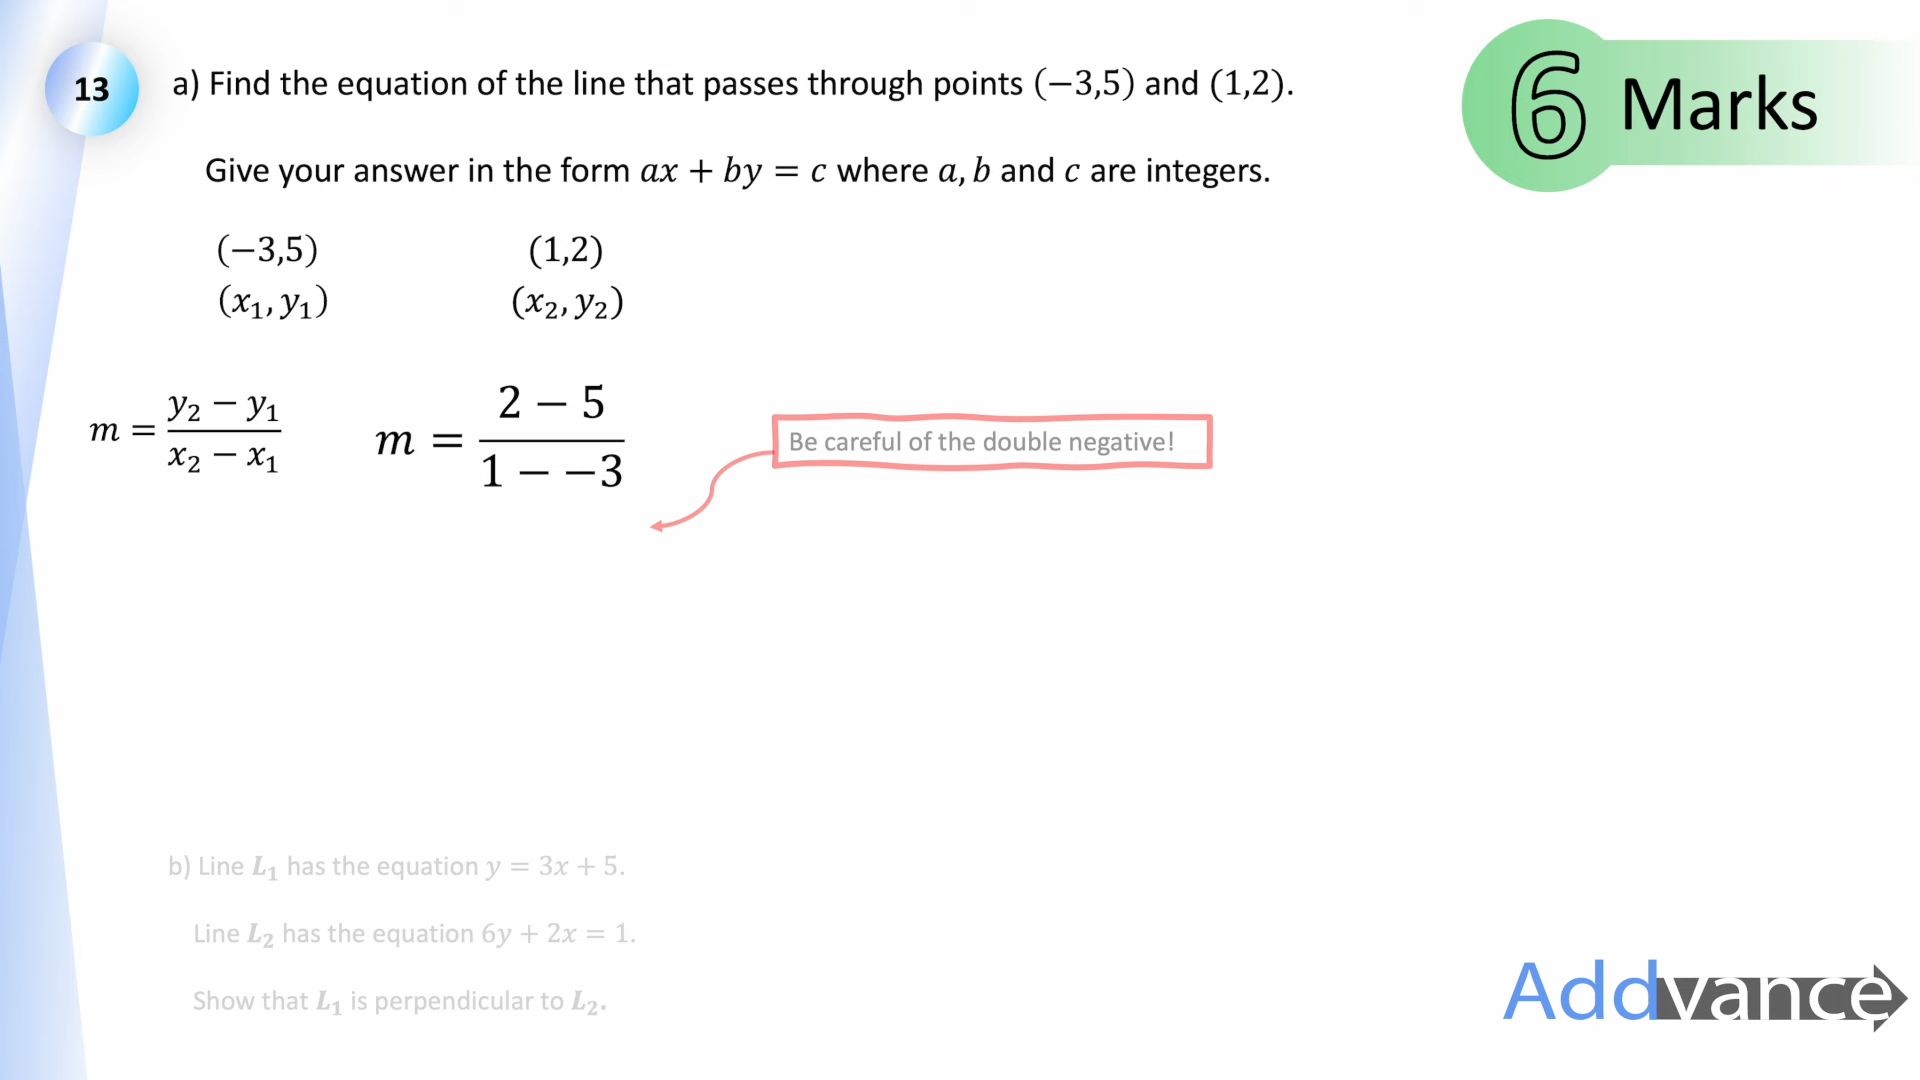 13
a) Find the equation of the line that passes through points (−3,5) and (1,2).
6 Marks
Give your answer in the form ax + by = c where a, b and c are integers.
(−3,5) (1,2)
(x₁, y₁) (x₂, y₂)
m = (y₂ − y₁)/(x₂ − x₁) m = (2 − 5)/(1 − −3)
Be careful of the double negative!
b) Line L₁ has the equation y = 3x + 5.
Line L₂ has the equation 6y + 2x = 1.
Show that L₁ is perpendicular to L₂.
Addvance